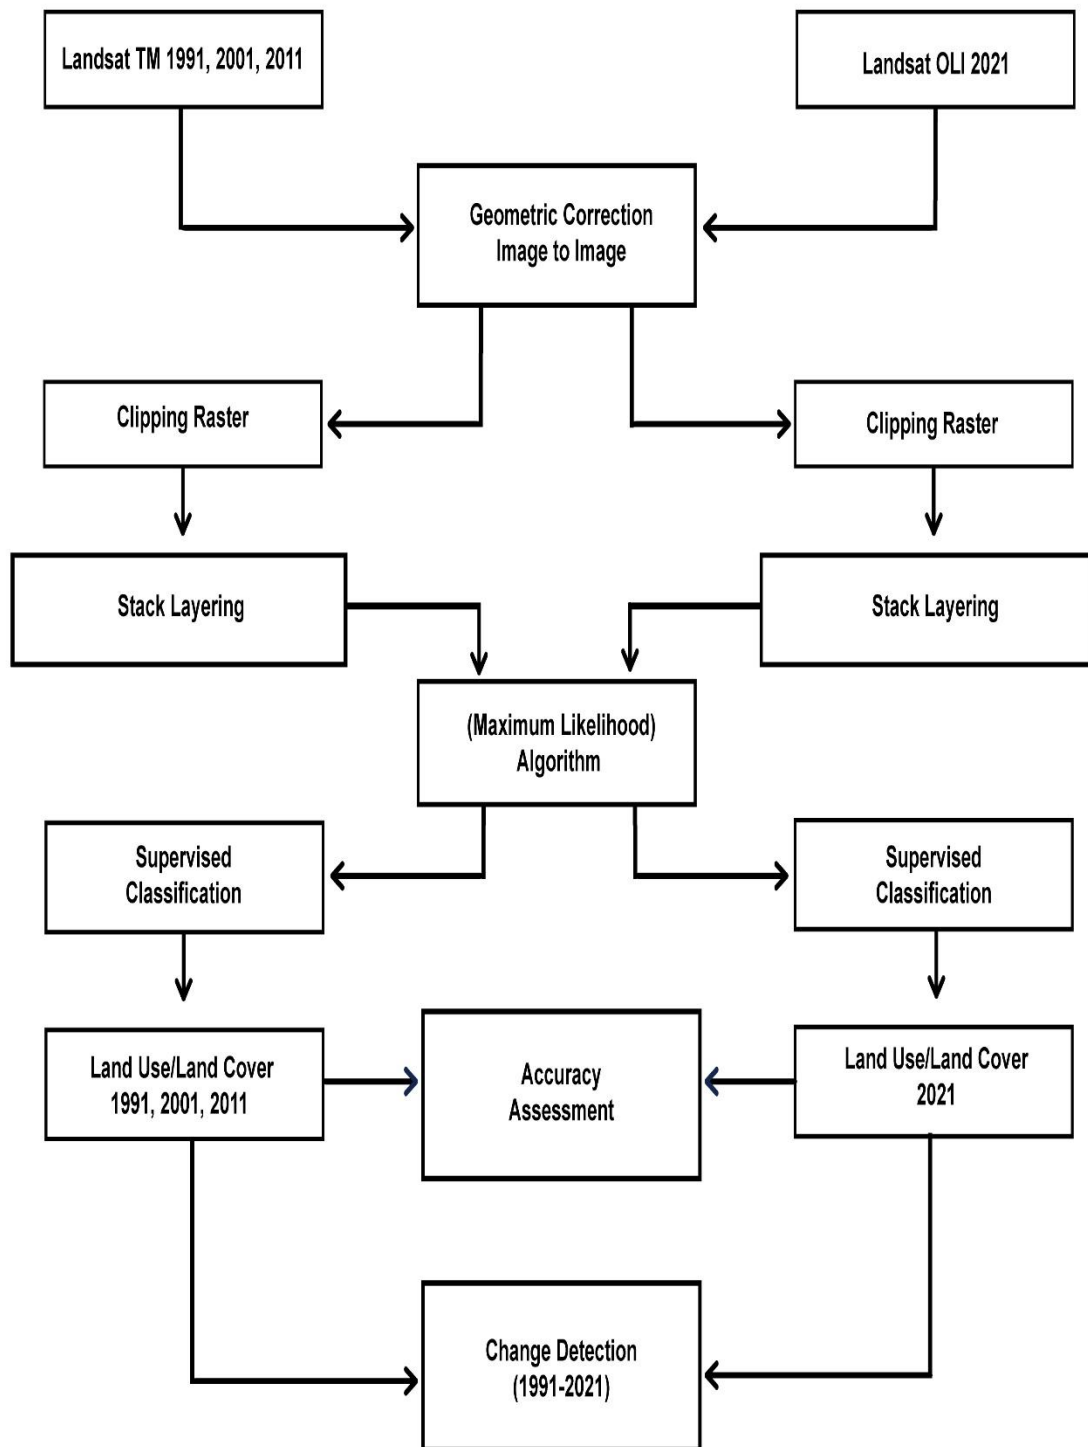 Landsat TM 1991, 2001, 2011
Landsat OLI 2021
Geometric Correction
Image to Image
Clipping Raster
Clipping Raster
Stack Layering
Stack Layering
(Maximum Likelihood)
Algorithm
Supervised
Classification
Supervised
Classification
Land Use/Land Cover
1991, 2001, 2011
Accuracy
Assessment
Land Use/Land Cover
2021
Change Detection
(1991-2021)